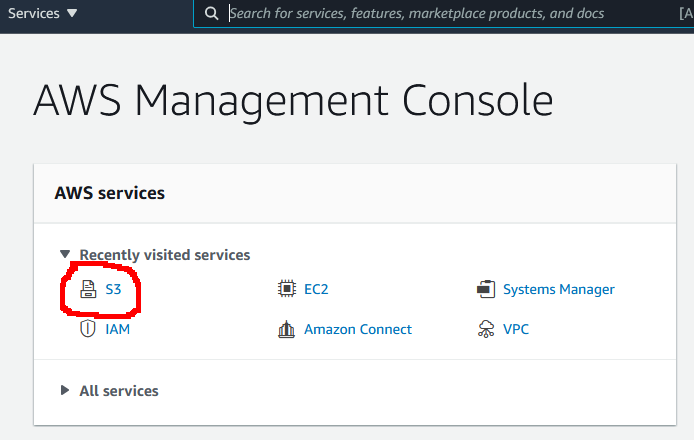 Services Search for services, features, marketplace products, and docs [A
AWS Management Console
AWS services
Recently visited services
S3 EC2 Systems Manager
IAM Amazon Connect VPC
All services